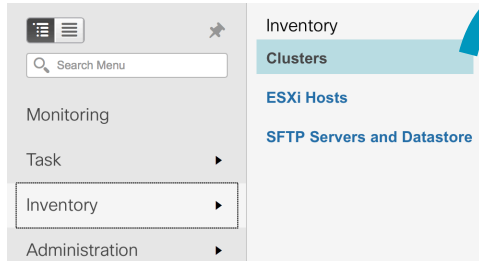 Search Menu
Monitoring
Task
Inventory
Administration
Inventory
Clusters
ESXi Hosts
SFTP Servers and Datastore